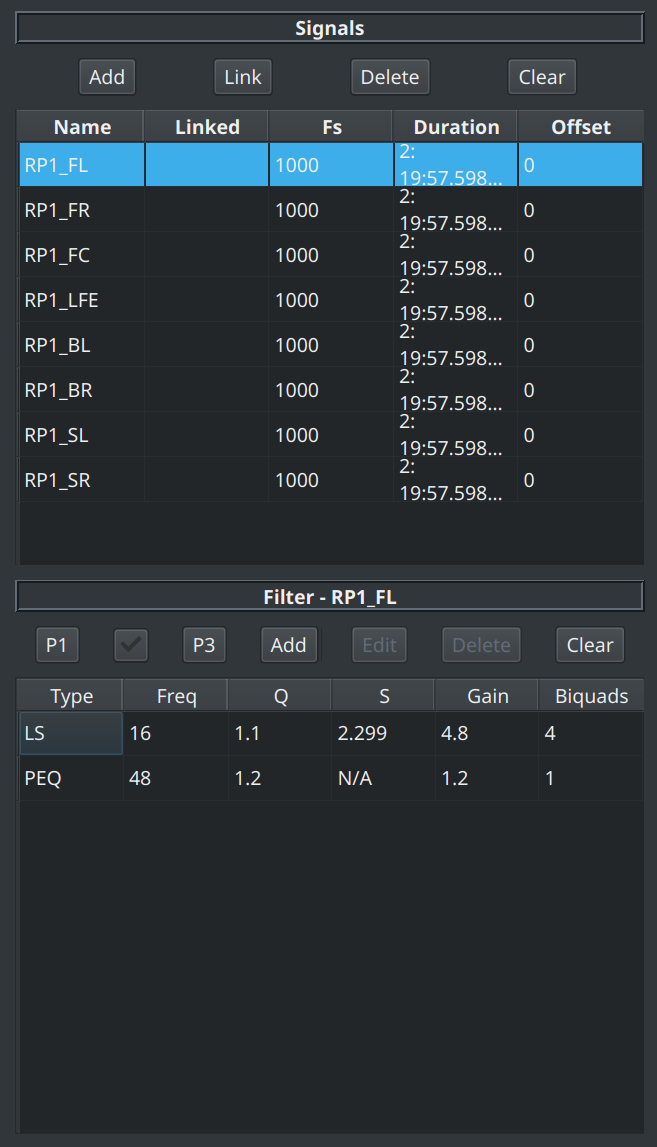 Signals
Add Link Delete Clear
Name Linked Fs Duration Offset
RP1_FL 1000 2: 19:57.598... 0
RP1_FR 1000 2: 19:57.598... 0
RP1_FC 1000 2: 19:57.598... 0
RP1_LFE 1000 2: 19:57.598... 0
RP1_BL 1000 2: 19:57.598... 0
RP1_BR 1000 2: 19:57.598... 0
RP1_SL 1000 2: 19:57.598... 0
RP1_SR 1000 2: 19:57.598... 0
Filter - RP1_FL
P1 P3 Add Edit Delete Clear
Type Freq Q S Gain Biquads
LS 16 1.1 2.299 4.8 4
PEQ 48 1.2 N/A 1.2 1